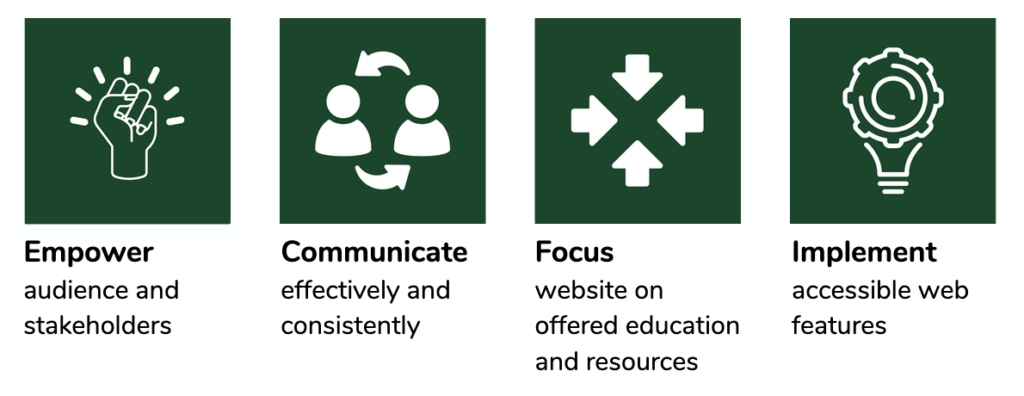 Empower
audience and
stakeholders
Communicate
effectively and
consistently
Focus
website on
offered education
and resources
Implement
accessible web
features